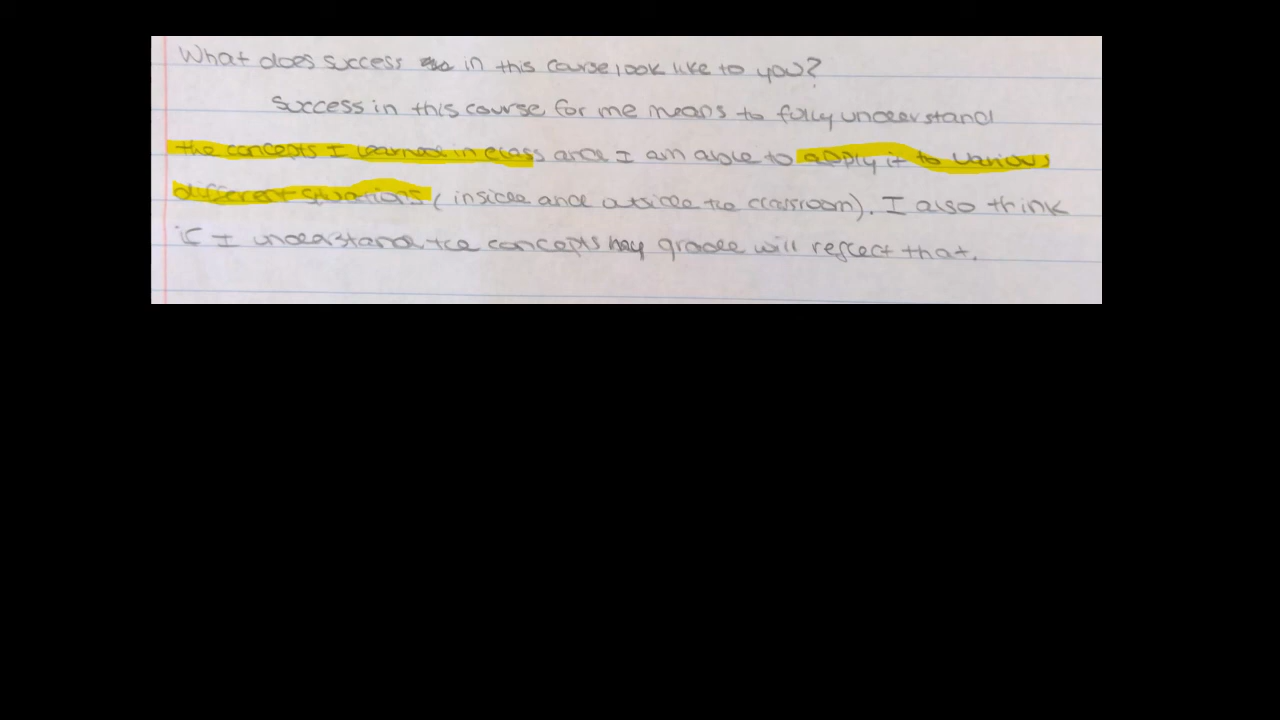 What does success in this course look like to you?
Success in this course for me means to fully understand
the concepts I learned in class and I am able to apply it to various
different situations (inside and outside the classroom). I also think
if I understand the concepts my grade will reflect that.